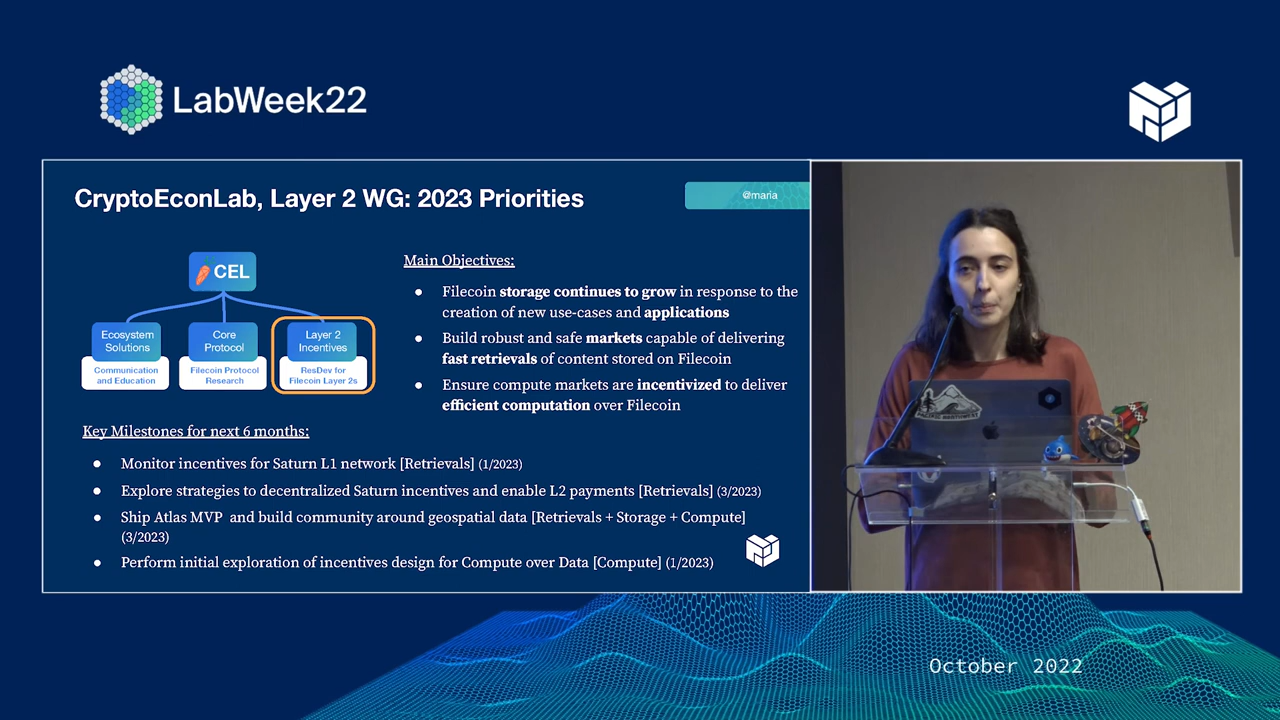 LabWeek22
CryptoEconLab, Layer 2 WG: 2023 Priorities
@maria
CEL
Ecosystem
Solutions
Communication
and Education
Core
Protocol
Filecoin Protocol
Research
Layer 2
Incentives
ResDev for
Filecoin Layer 2s
Main Objectives:
● Filecoin storage continues to grow in response to the
creation of new use-cases and applications
● Build robust and safe markets capable of delivering
fast retrievals of content stored on Filecoin
● Ensure compute markets are incentivized to deliver
efficient computation over Filecoin
Key Milestones for next 6 months:
● Monitor incentives for Saturn L1 network [Retrievals] (1/2023)
● Explore strategies to decentralized Saturn incentives and enable L2 payments [Retrievals] (3/2023)
● Ship Atlas MVP and build community around geospatial data [Retrievals + Storage + Compute]
(3/2023)
● Perform initial exploration of incentives design for Compute over Data [Compute] (1/2023)
October 2022